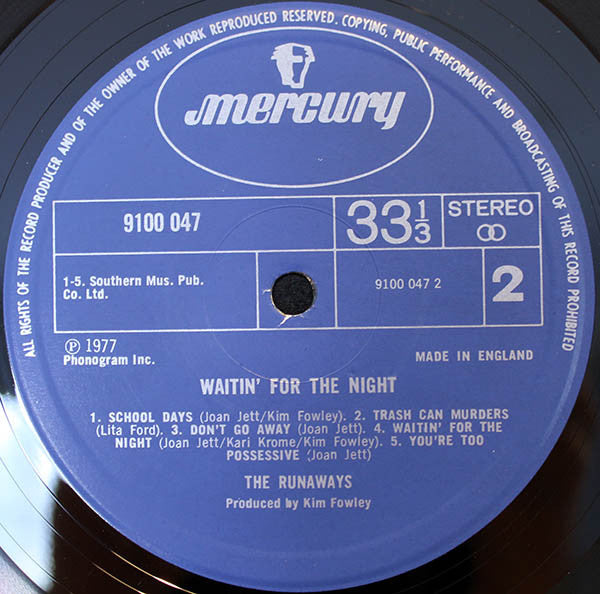 ALL RIGHTS OF THE RECORD PRODUCER AND OF THE OWNER OF THE WORK REPRODUCED RESERVED. COPYING, PUBLIC PERFORMANCE AND BROADCASTING OF THIS RECORD PROHIBITED
mercury
9100 047
33 1/3
STEREO
1-5. Southern Mus. Pub.
Co. Ltd.
9100 047 2
2
Ⓟ 1977
Phonogram Inc.
MADE IN ENGLAND
WAITIN' FOR THE NIGHT
1. SCHOOL DAYS (Joan Jett/Kim Fowley). 2. TRASH CAN MURDERS
(Lita Ford). 3. DON'T GO AWAY (Joan Jett). 4. WAITIN' FOR THE
NIGHT (Joan Jett/Kari Krome/Kim Fowley). 5. YOU'RE TOO
POSSESSIVE (Joan Jett)
THE RUNAWAYS
Produced by Kim Fowley